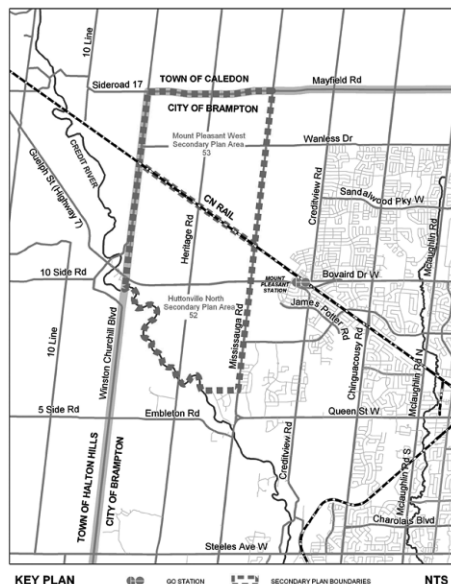 10 Line
Sideroad 17
TOWN OF CALEDON
Mayfield Rd
CITY OF BRAMPTON
Mount Pleasant West
Secondary Plan Area
53
Wanless Dr
CREDIT RIVER
Guelph St (Highway 7)
CN RAIL
Heritage Rd
Creditview Rd
Sandalwood Pky W
Mclaughlin Rd
10 Side Rd
MOUNT
PLEASANT
STATION
Bovaird Dr W
Huttonville North
Secondary Plan Area
52
James Potter Rd
10 Line
Winston Churchill Blvd
Mississauga Rd
Chinguacousy Rd
Mclaughlin Rd N
5 Side Rd
Embleton Rd
Queen St W
TOWN OF HALTON HILLS
CITY OF BRAMPTON
Creditview Rd
Mclaughlin Rd S
Charolais Blvd
Steeles Ave W
KEY PLAN
GO STATION
SECONDARY PLAN BOUNDARIES
NTS